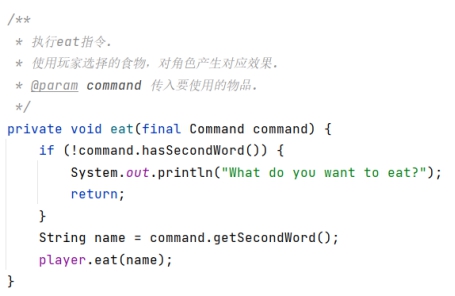 /**
 * 执行eat指令.
 * 使用玩家选择的食物，对角色产生对应效果.
 * @param command 传入要使用的物品.
 */
private void eat(final Command command) {
    if (!command.hasSecondWord()) {
        System.out.println("What do you want to eat?");
        return;
    }
    String name = command.getSecondWord();
    player.eat(name);
}